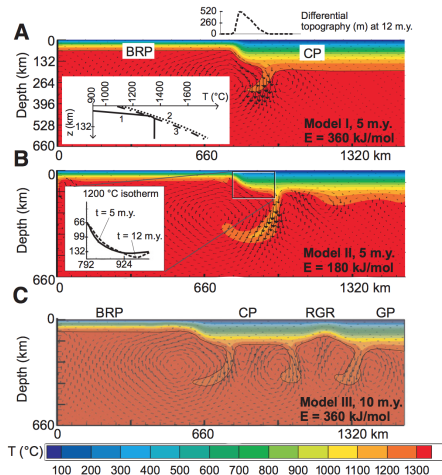 520
260
0
Differential
topography (m) at 12 m.y.
A
BRP
CP
0
132
264
396
528
660
Depth (km)
900
1000
1200
1400
1600
T (°C)
z (km)
132
1
2
3
Model I, 5 m.y.
E = 360 kJ/mol
0
660
1320 km
B
0
660
Depth (km)
1200 °C isotherm
t = 5 m.y.
t = 12 m.y.
66
99
132
792
924
Model II, 5 m.y.
E = 180 kJ/mol
0
660
1320 km
C
BRP
CP
RGR
GP
0
660
Depth (km)
Model III, 10 m.y.
E = 360 kJ/mol
0
660
1320 km
T (°C)
100 200 300 400 500 600 700 800 900 1000 1100 1200 1300